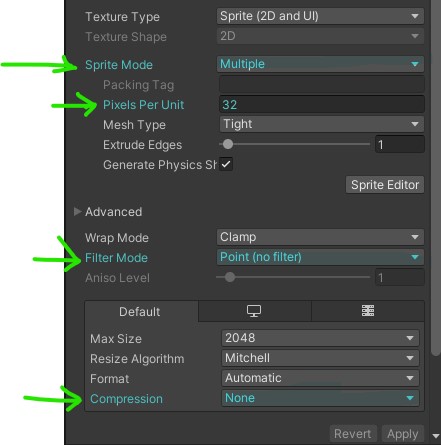 Texture Type Sprite (2D and UI)
Texture Shape 2D
Sprite Mode Multiple
Packing Tag
Pixels Per Unit 32
Mesh Type Tight
Extrude Edges 1
Generate Physics Sh
Sprite Editor
Advanced
Wrap Mode Clamp
Filter Mode Point (no filter)
Aniso Level 1
Default
Max Size 2048
Resize Algorithm Mitchell
Format Automatic
Compression None
Revert Apply